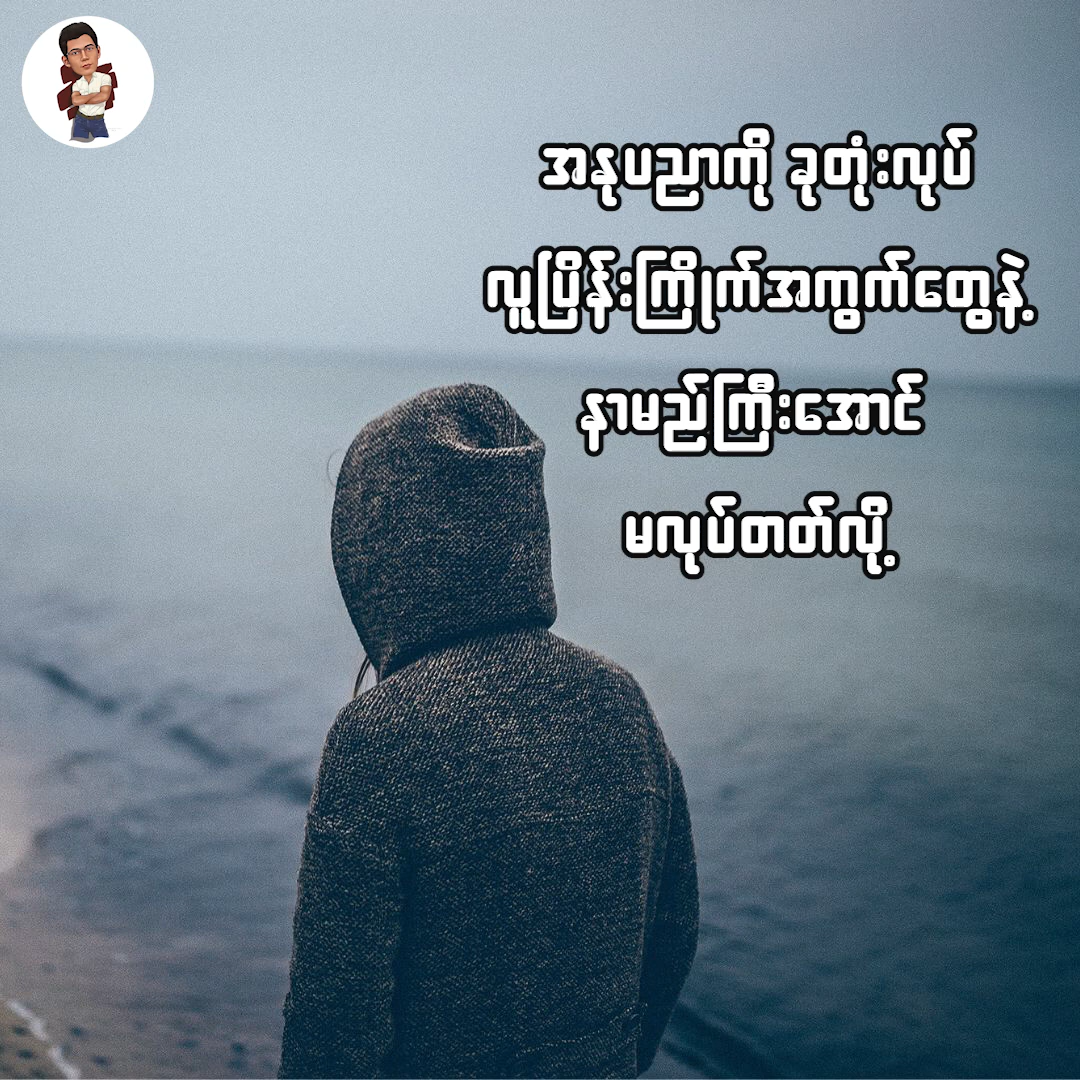 အနုပညာကို ခုတုံးလုပ်
လူပြိန်းကြိုက်အကွက်တွေနဲ့
နာမည်ကြီးအောင်
မလုပ်တတ်လို့